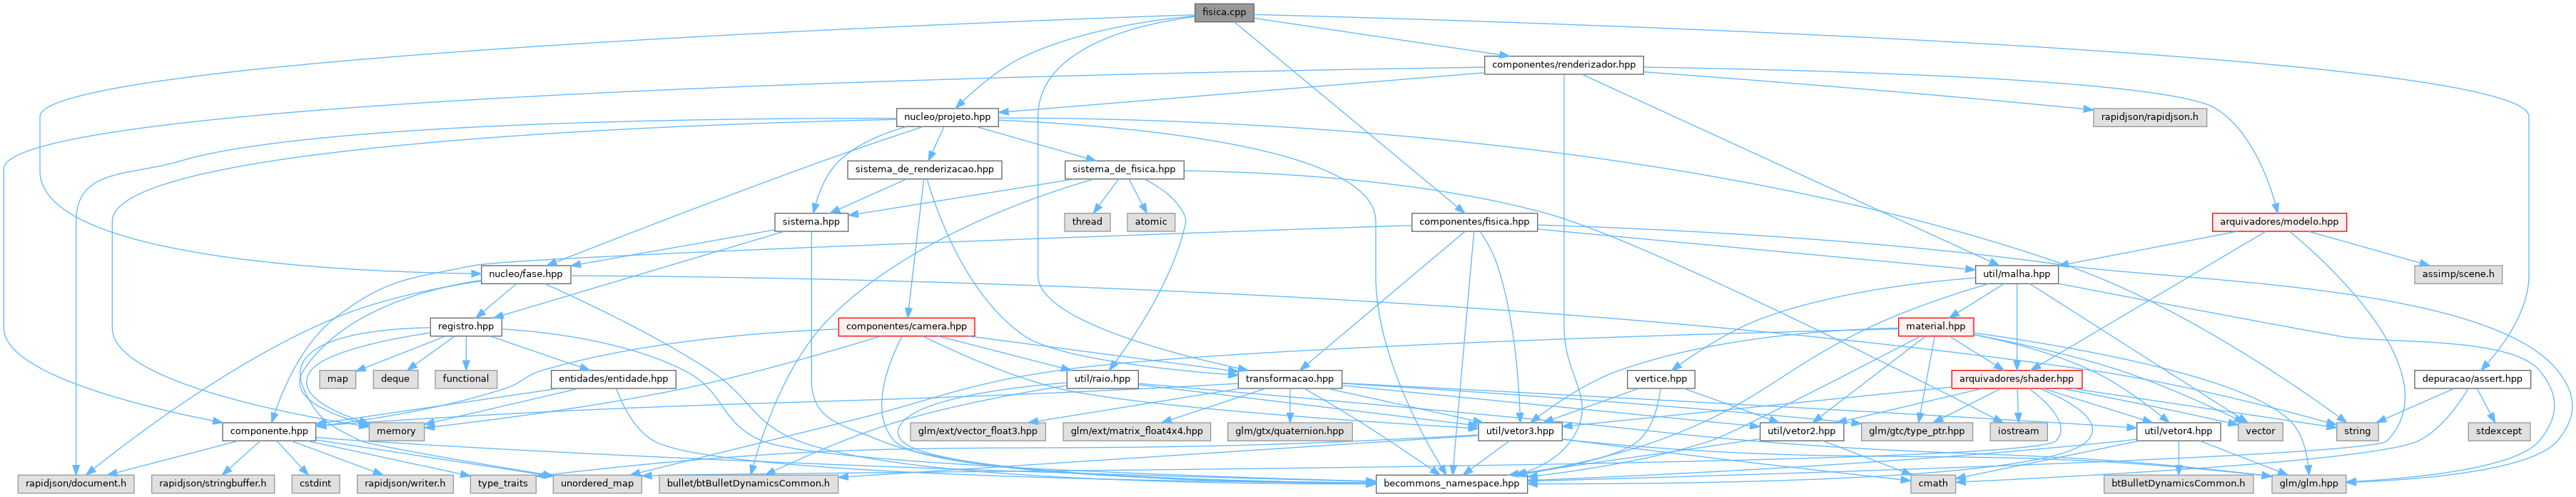 fisica.cpp
componentes/renderizador.hpp
nucleo/projeto.hpp
rapidjson/rapidjson.h
sistema_de_renderizacao.hpp
sistema_de_fisica.hpp
sistema.hpp
thread
atomic
componentes/fisica.hpp
arquivadores/modelo.hpp
nucleo/fase.hpp
util/malha.hpp
assimp/scene.h
registro.hpp
componentes/camera.hpp
material.hpp
map
deque
functional
entidades/entidade.hpp
util/raio.hpp
transformacao.hpp
vertice.hpp
arquivadores/shader.hpp
depuracao/assert.hpp
componente.hpp
memory
glm/ext/vector_float3.hpp
glm/ext/matrix_float4x4.hpp
glm/gtx/quaternion.hpp
util/vetor3.hpp
util/vetor2.hpp
glm/gtc/type_ptr.hpp
iostream
util/vetor4.hpp
vector
string
stdexcept
rapidjson/document.h
rapidjson/stringbuffer.h
cstdint
rapidjson/writer.h
type_traits
unordered_map
bullet/btBulletDynamicsCommon.h
becommons_namespace.hpp
cmath
btBulletDynamicsCommon.h
glm/glm.hpp